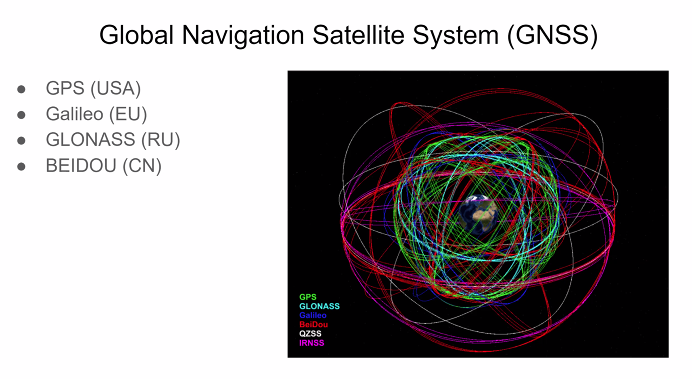 Global Navigation Satellite System (GNSS)
● GPS (USA)
● Galileo (EU)
● GLONASS (RU)
● BEIDOU (CN)
GPS
GLONASS
Galileo
BeiDou
QZSS
IRNSS